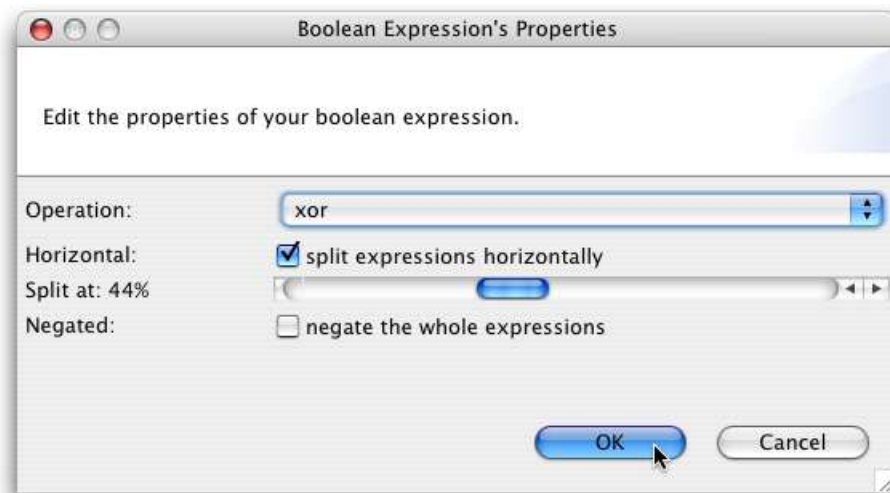 Boolean Expression's Properties
Edit the properties of your boolean expression.
Operation: xor
Horizontal: split expressions horizontally
Split at: 44%
Negated: negate the whole expressions
OK Cancel